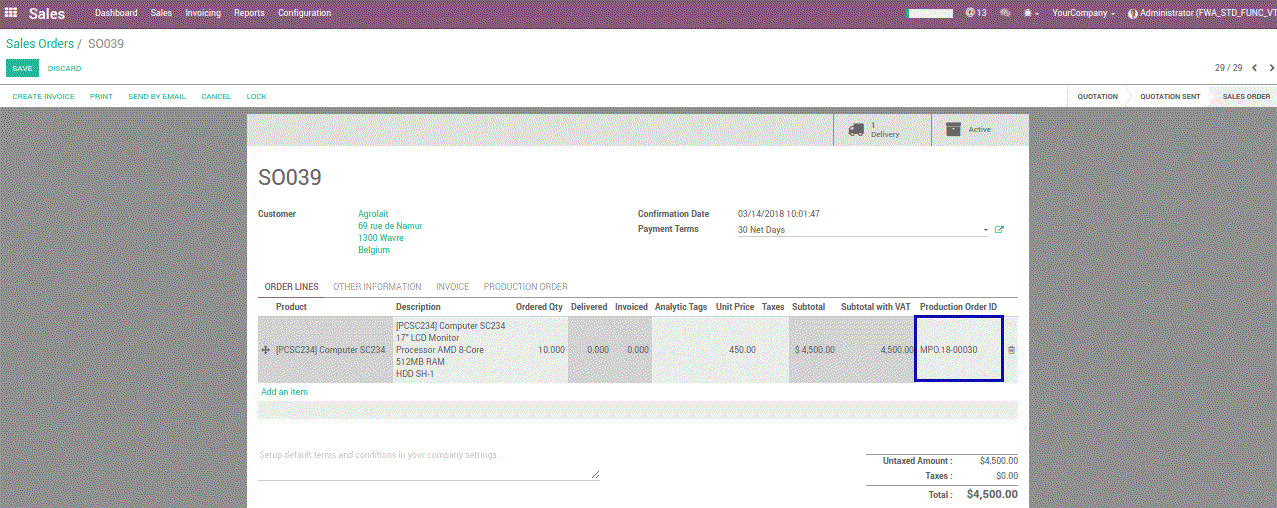 Sales Dashboard Sales Invoicing Reports Configuration @ 13 YourCompany Administrator (FWA_STD_FUNC_VT
Sales Orders / SO039
SAVE DISCARD 29 / 29
CREATE INVOICE PRINT SEND BY EMAIL CANCEL LOCK QUOTATION QUOTATION SENT SALES ORDER
1 Delivery Active
SO039
Customer Agrolait Confirmation Date 03/14/2018 10:01:47
69 rue de Namur Payment Terms 30 Net Days
1300 Wavre
Belgium
ORDER LINES OTHER INFORMATION INVOICE PRODUCTION ORDER
Product Description Ordered Qty Delivered Invoiced Analytic Tags Unit Price Taxes Subtotal Subtotal with VAT Production Order ID
[PCSC234] Computer SC234 [PCSC234] Computer SC234 10.000 0.000 0.000 450.00 $ 4,500.00 4,500.00 MPO.18-00030
17" LCD Monitor
Processor AMD 8-Core
512MB RAM
HDD SH-1
Add an item
Setup default terms and conditions in your company settings.
Untaxed Amount : $4,500.00
Taxes : $0.00
Total : $4,500.00